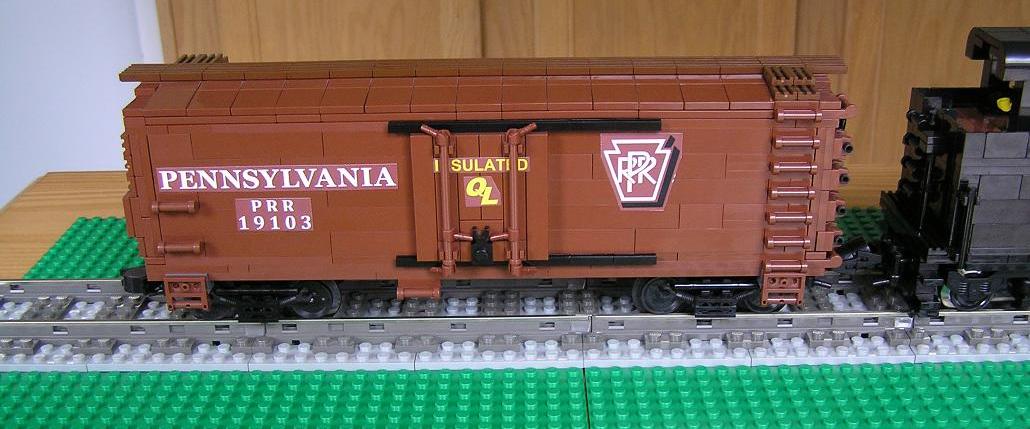 PENNSYLVANIA
PRR
19103
INSULATED
QL
PRR